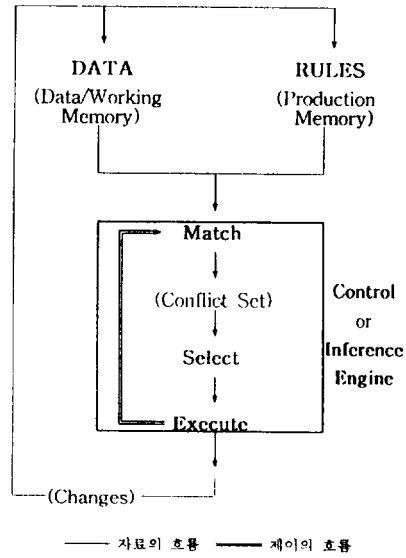 DATA
(Data/Working
Memory)
RULES
(Production
Memory)
Match
(Conflict Set)
Select
Execute
Control
or
Inference
Engine
(Changes)
자료의 흐름
제어의 흐름